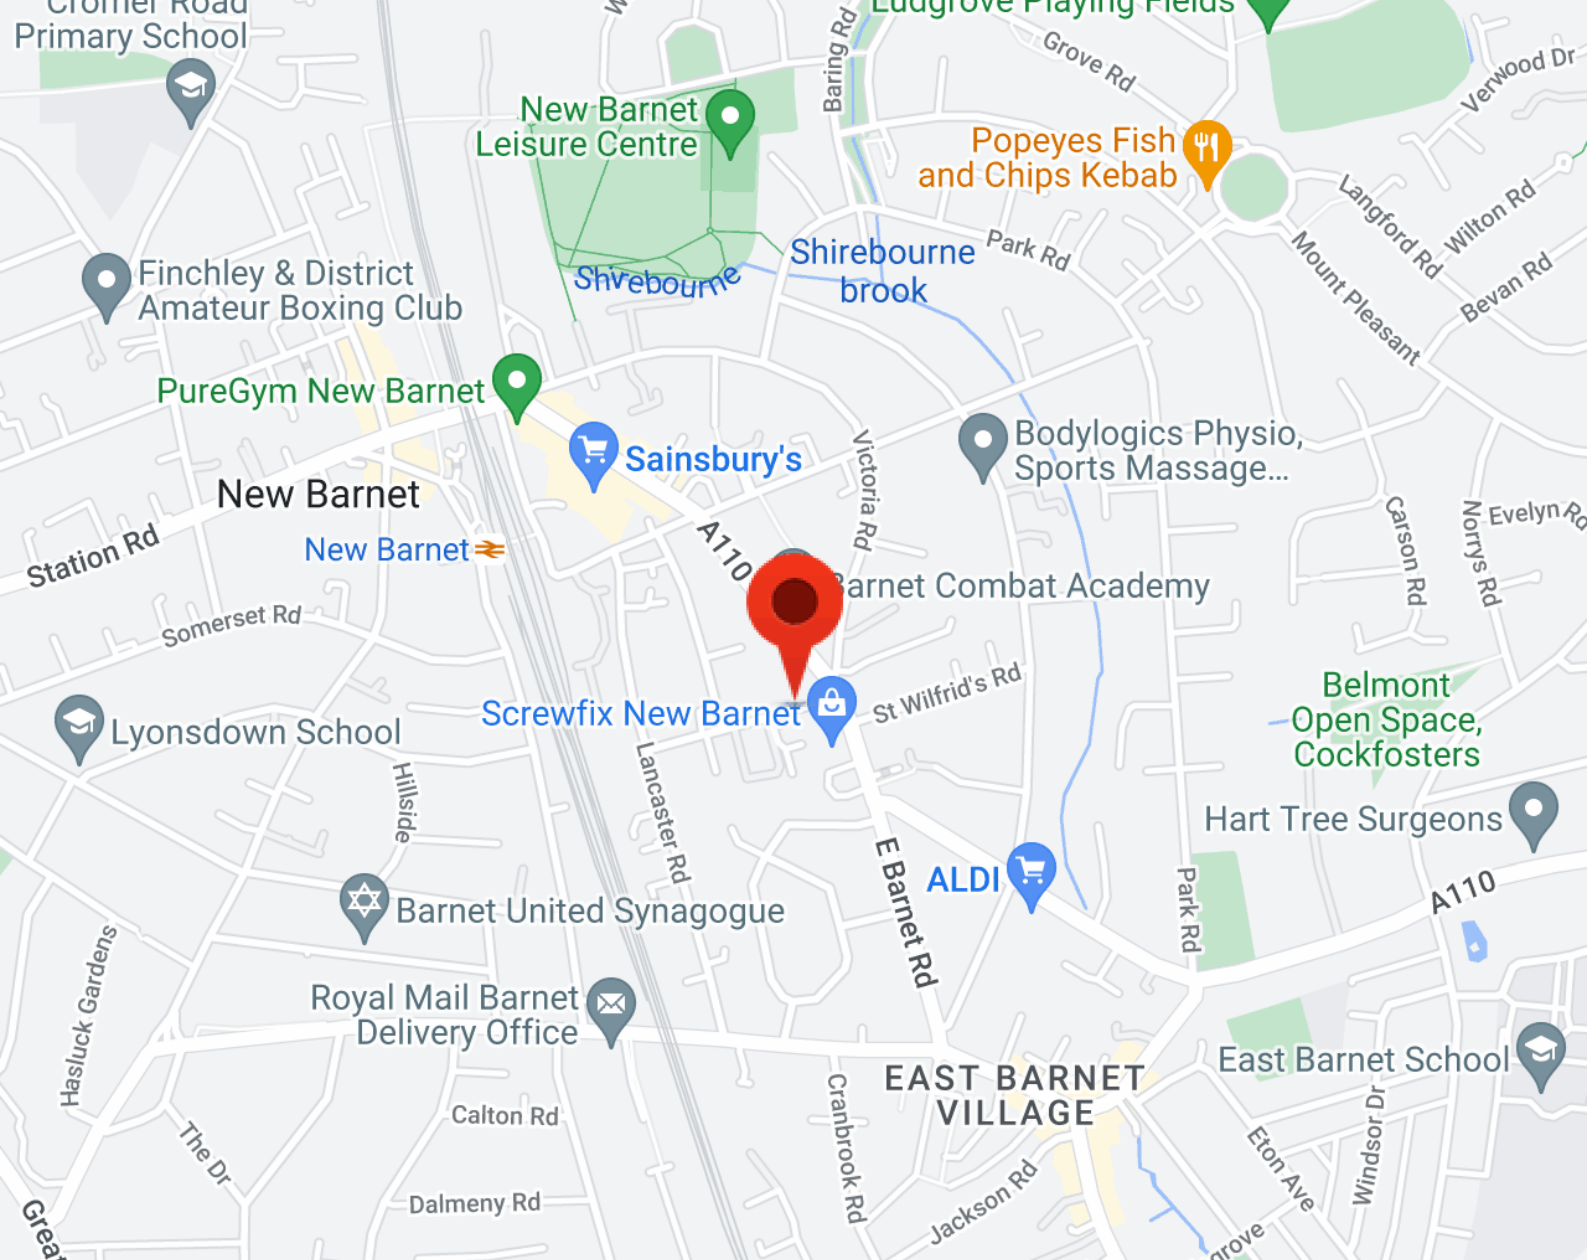 Cromer Road
Primary School
Ludgrove Playing Fields
Baring Rd
Grove Rd
Verwood Dr
New Barnet
Leisure Centre
Popeyes Fish
and Chips Kebab
Langford Rd
Wilton Rd
Park Rd
Shirebourne
brook
Shirebourne
Mount Pleasant
Bevan Rd
Finchley & District
Amateur Boxing Club
PureGym New Barnet
Sainsbury's
Victoria Rd
Bodylogics Physio,
Sports Massage...
New Barnet
Station Rd
New Barnet
A110
Carson Rd
Norrys Rd
Evelyn Rd
Barnet Combat Academy
Somerset Rd
St Wilfrid's Rd
Belmont
Open Space,
Cockfosters
Screwfix New Barnet
Lyonsdown School
Hillside
Lancaster Rd
Hart Tree Surgeons
ALDI
E Barnet Rd
Park Rd
A110
Barnet United Synagogue
Hasluck Gardens
Royal Mail Barnet
Delivery Office
East Barnet School
EAST BARNET
VILLAGE
Calton Rd
Cranbrook Rd
Windsor Dr
The Dr
Eton Ave
Dalmeny Rd
Jackson Rd
Great
grove